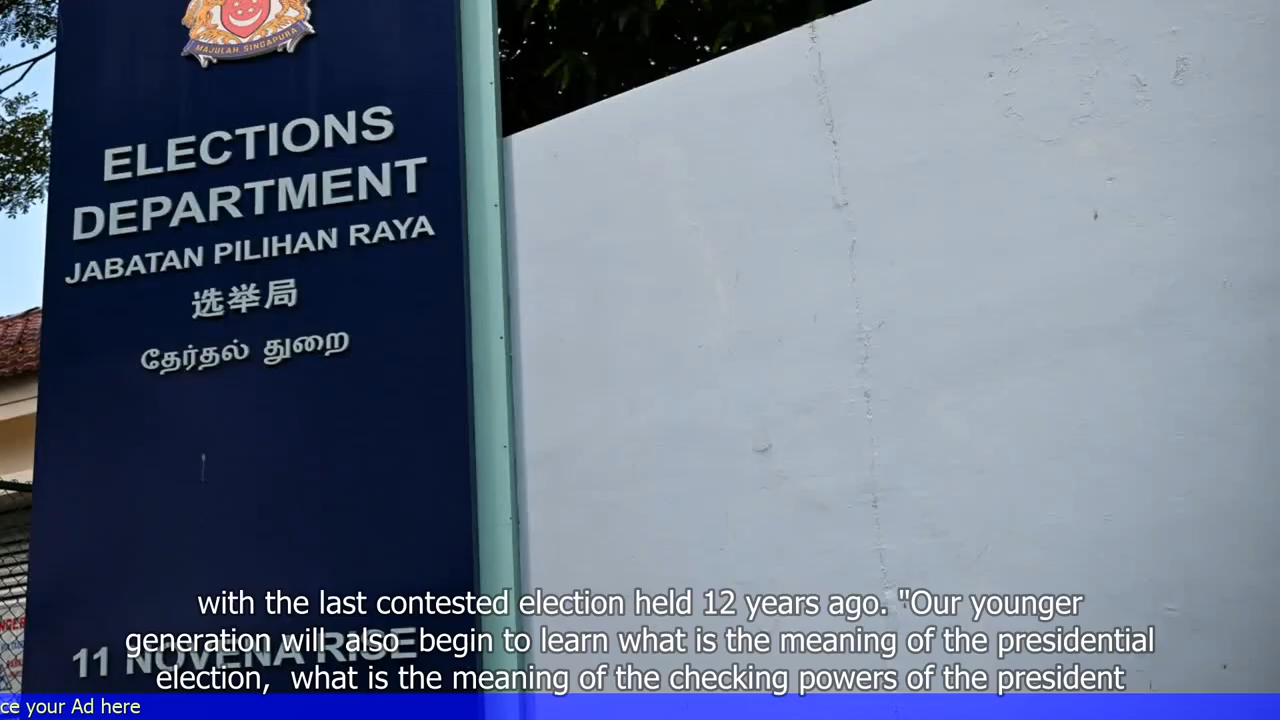 MAJULAH SINGAPURA
ELECTIONS
DEPARTMENT
JABATAN PILIHAN RAYA
选举局
தேர்தல் துறை
11 NOVENA RISE
with the last contested election held 12 years ago. "Our younger
generation will also begin to learn what is the meaning of the presidential
election, what is the meaning of the checking powers of the president
ce your Ad here